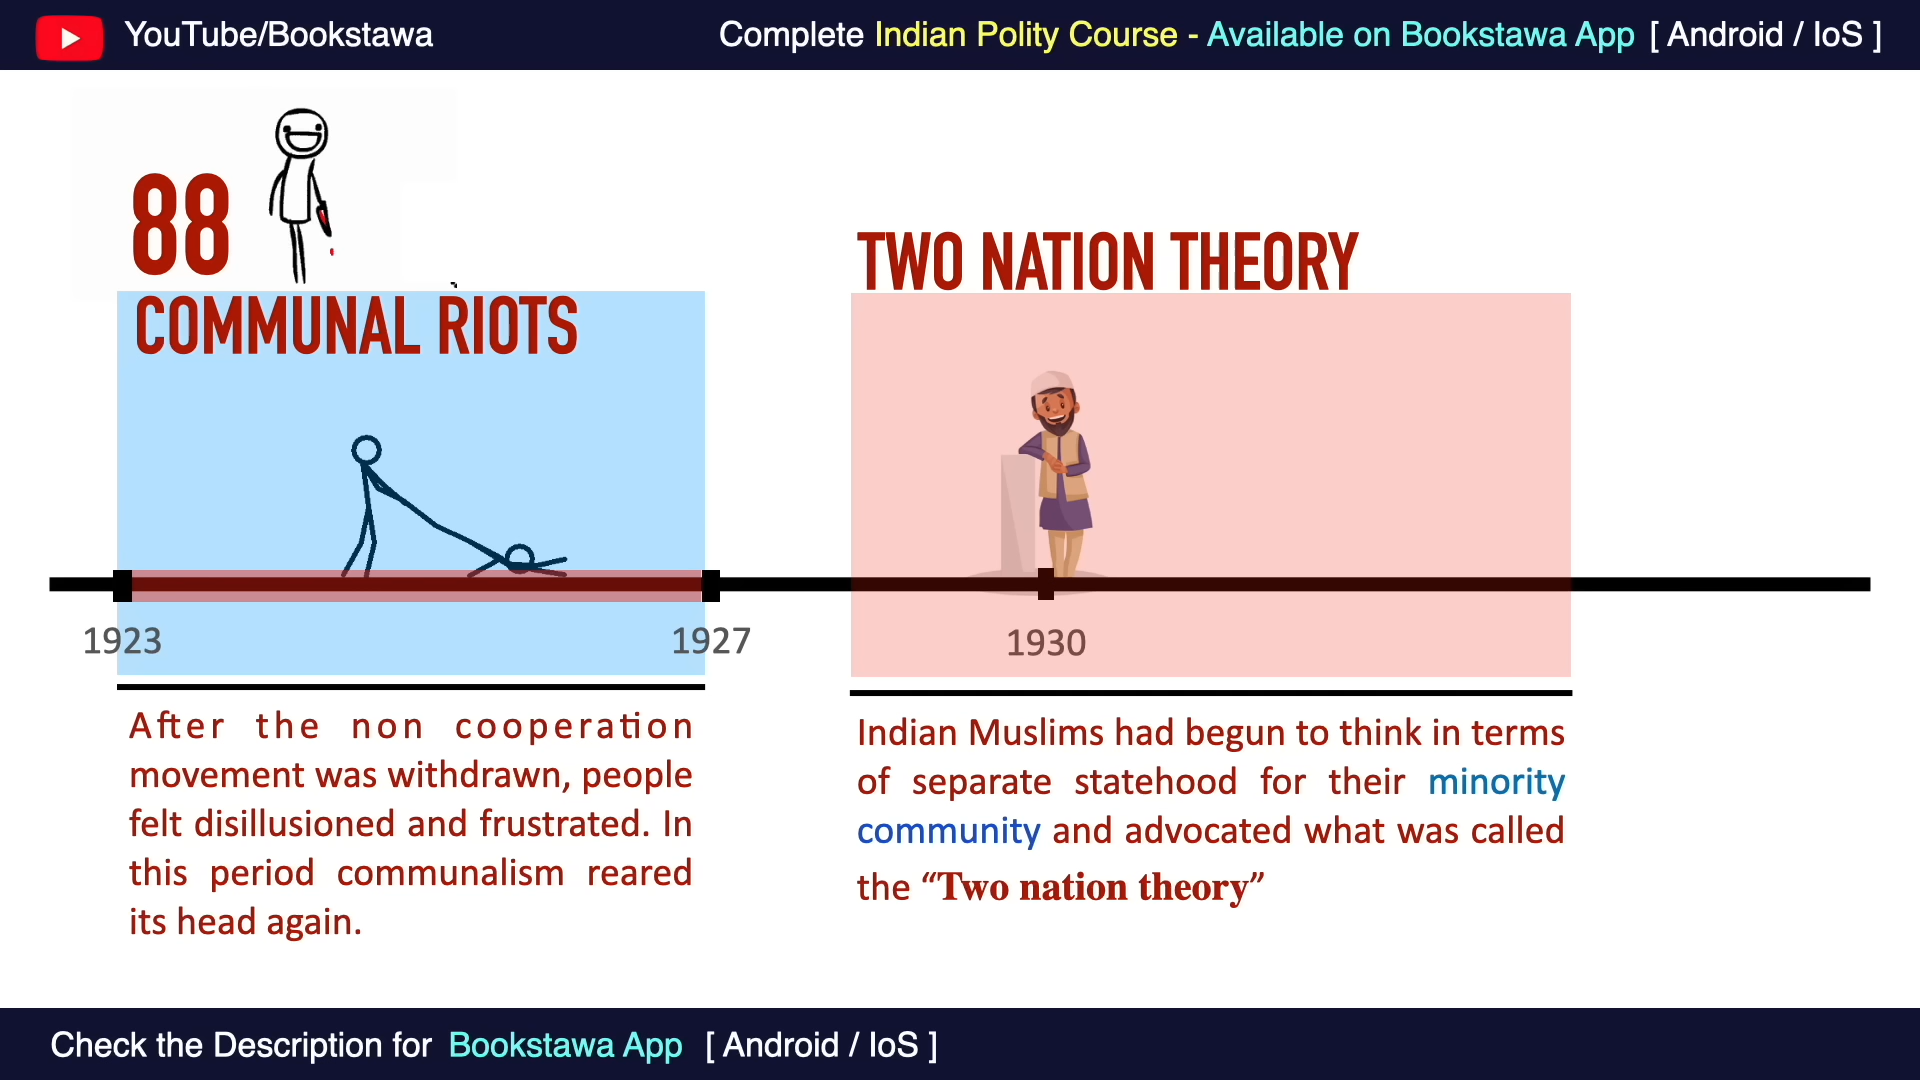 YouTube/Bookstawa
Complete Indian Polity Course - Available on Bookstawa App [ Android / IoS ]
88
COMMUNAL RIOTS
1923
1927
After the non cooperation
movement was withdrawn, people
felt disillusioned and frustrated. In
this period communalism reared
its head again.
TWO NATION THEORY
1930
Indian Muslims had begun to think in terms
of separate statehood for their minority
community and advocated what was called
the “Two nation theory”
Check the Description for Bookstawa App [ Android / IoS ]